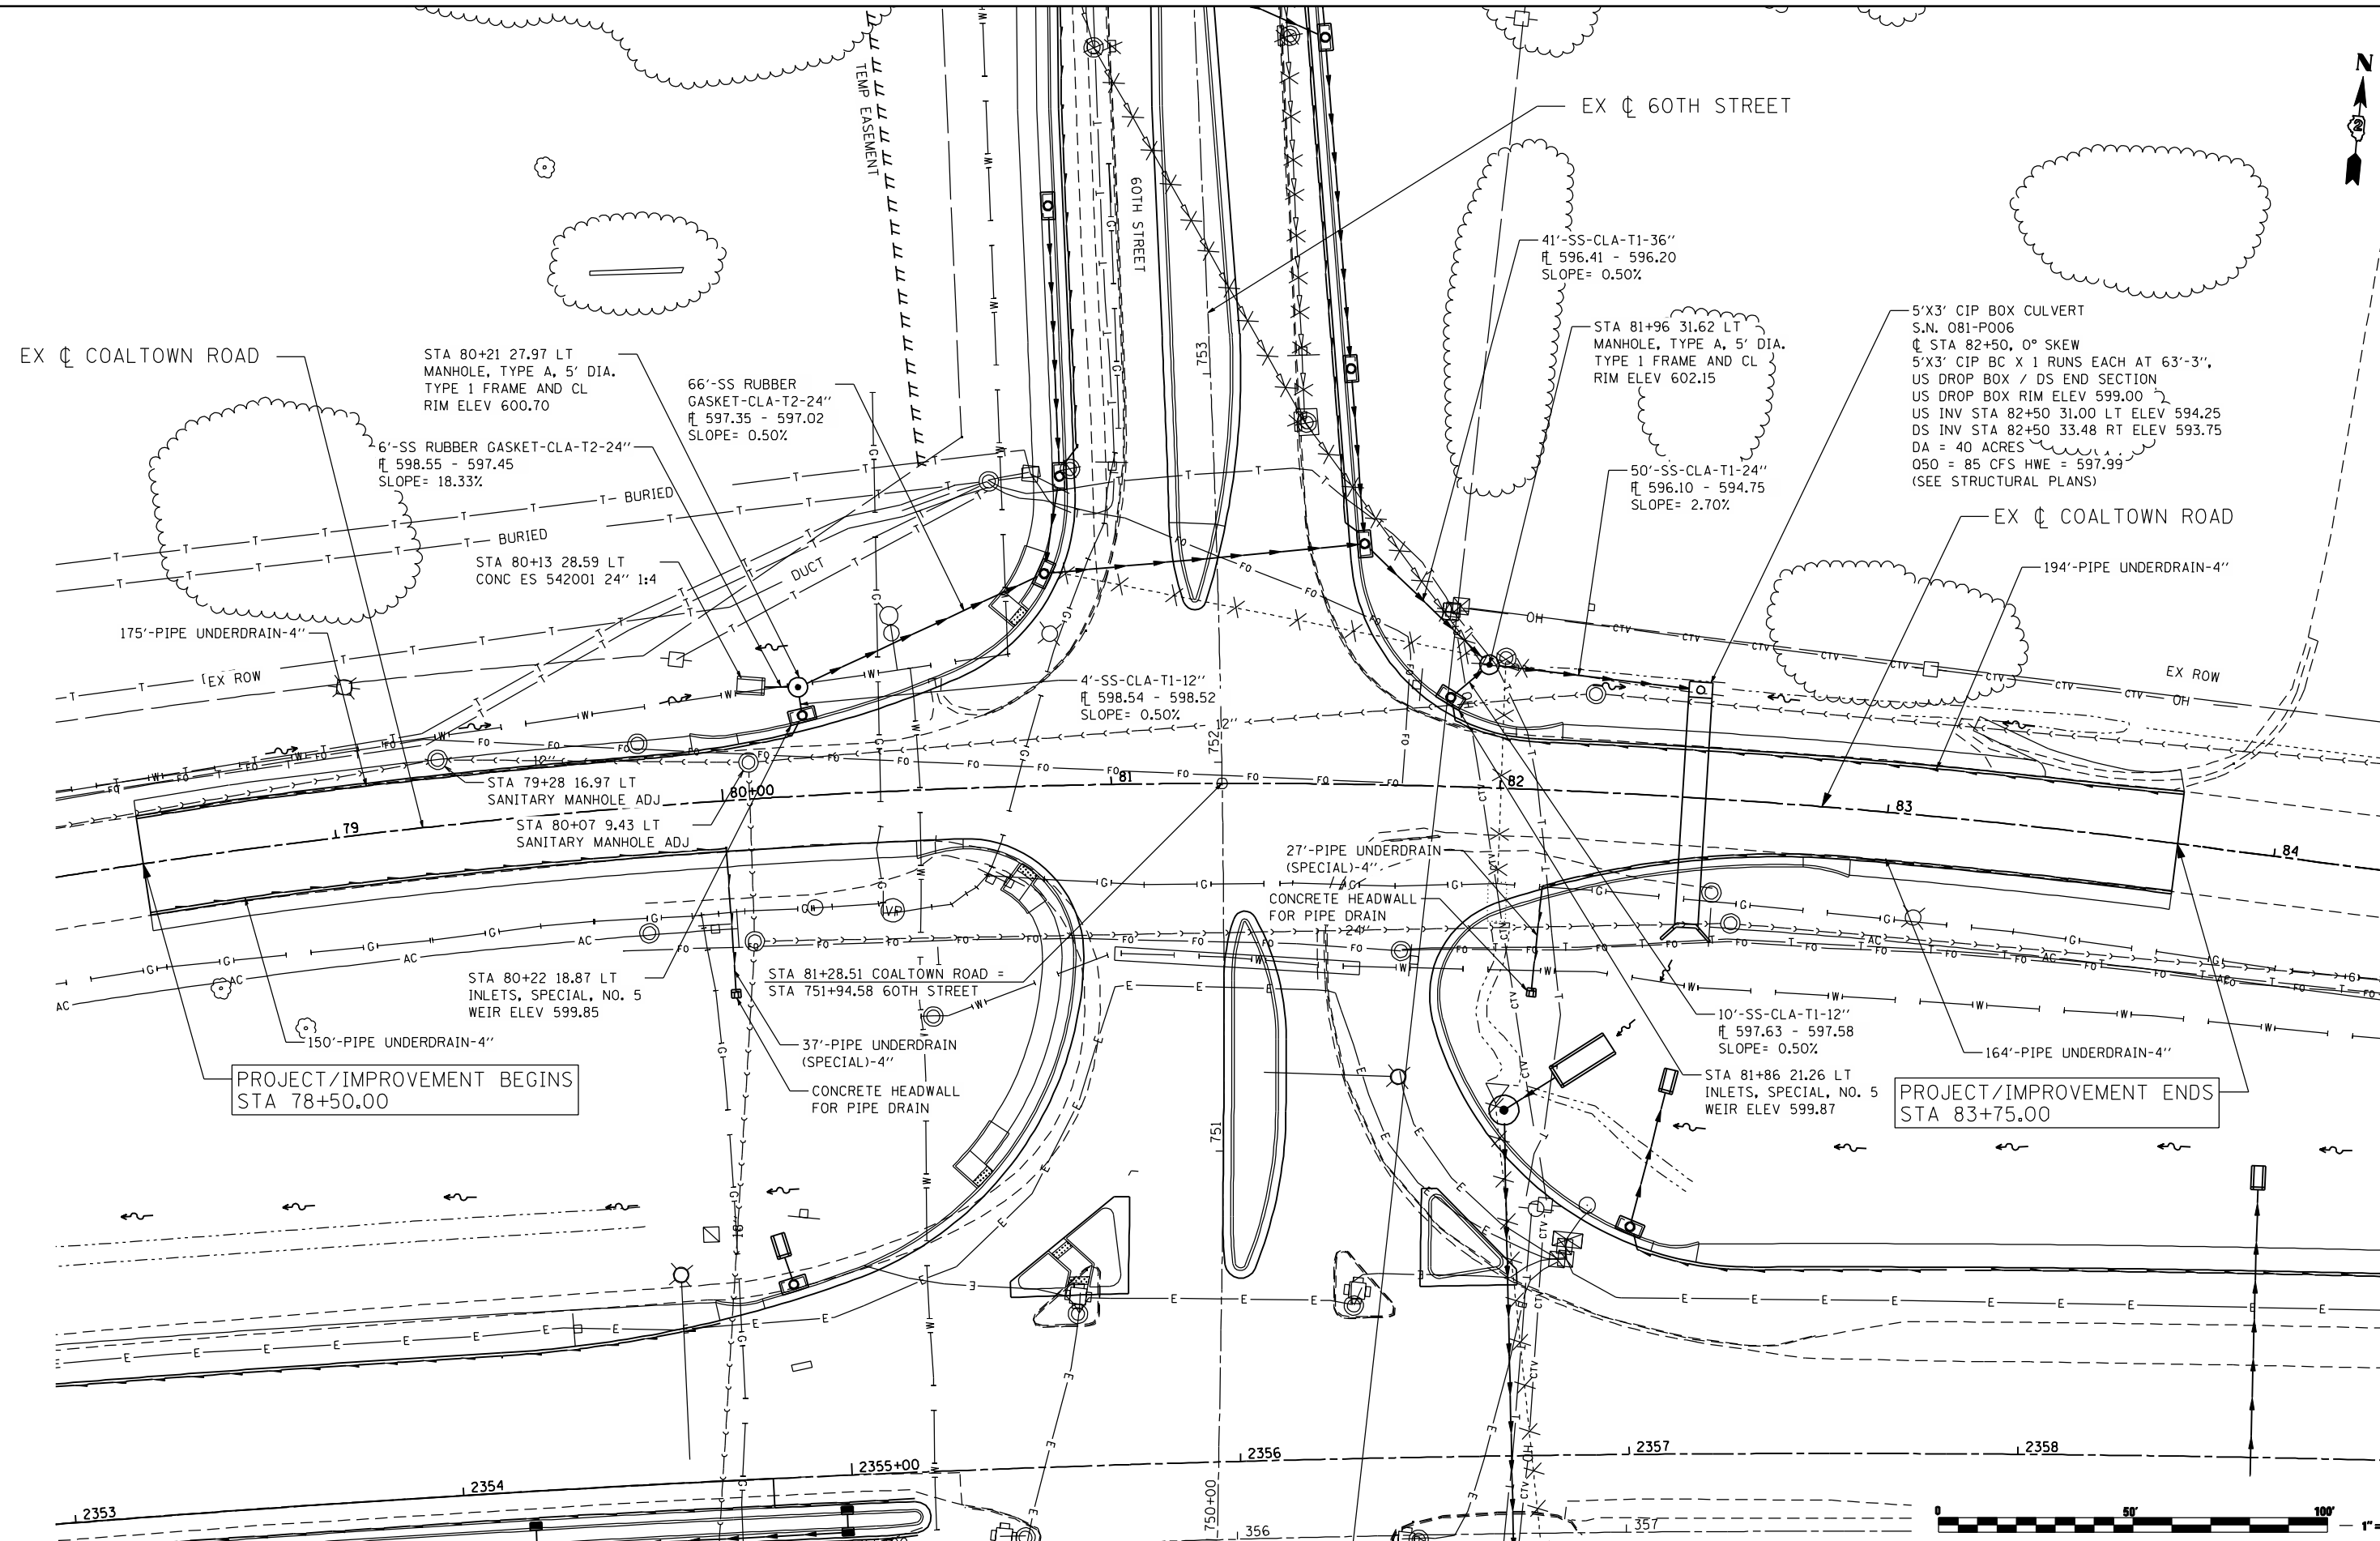 N
2
EX ℄ 60TH STREET
TEMP EASEMENT
60TH STREET
753
41'-SS-CLA-T1-36"
F̲L 596.41 - 596.20
SLOPE= 0.50%
STA 81+96 31.62 LT
MANHOLE, TYPE A, 5' DIA.
TYPE 1 FRAME AND CL
RIM ELEV 602.15
5'X3' CIP BOX CULVERT
S.N. 081-P006
℄ STA 82+50, 0° SKEW
5'X3' CIP BC X 1 RUNS EACH AT 63'-3",
US DROP BOX / DS END SECTION
US DROP BOX RIM ELEV 599.00
US INV STA 82+50 31.00 LT ELEV 594.25
DS INV STA 82+50 33.48 RT ELEV 593.75
DA = 40 ACRES
Q50 = 85 CFS HWE = 597.99
(SEE STRUCTURAL PLANS)
EX ℄ COALTOWN ROAD
STA 80+21 27.97 LT
MANHOLE, TYPE A, 5' DIA.
TYPE 1 FRAME AND CL
RIM ELEV 600.70
66'-SS RUBBER
GASKET-CLA-T2-24"
FL 597.35 - 597.02
SLOPE= 0.50%
6'-SS RUBBER GASKET-CLA-T2-24"
FL 598.55 - 597.45
SLOPE= 18.33%
50'-SS-CLA-T1-24"
FL 596.10 - 594.75
SLOPE= 2.70%
EX ℄ COALTOWN ROAD
BURIED
BURIED
STA 80+13 28.59 LT
CONC ES 542001 24" 1:4
DUCT
194'-PIPE UNDERDRAIN-4"
175'-PIPE UNDERDRAIN-4"
EX ROW
EX ROW
OH
CTV
CTV
OH
4'-SS-CLA-T1-12"
FL 598.54 - 598.52
SLOPE= 0.50%
12"
12"
752
STA 79+28 16.97 LT
SANITARY MANHOLE ADJ
STA 80+07 9.43 LT
SANITARY MANHOLE ADJ
79
80+00
81
82
83
84
27'-PIPE UNDERDRAIN
(SPECIAL)-4"
CONCRETE HEADWALL
FOR PIPE DRAIN
24"
VP
STA 80+22 18.87 LT
INLETS, SPECIAL, NO. 5
WEIR ELEV 599.85
STA 81+28.51 COALTOWN ROAD =
STA 751+94.58 60TH STREET
150'-PIPE UNDERDRAIN-4"
37'-PIPE UNDERDRAIN
(SPECIAL)-4"
CONCRETE HEADWALL
FOR PIPE DRAIN
10'-SS-CLA-T1-12"
FL 597.63 - 597.58
SLOPE= 0.50%
164'-PIPE UNDERDRAIN-4"
STA 81+86 21.26 LT
INLETS, SPECIAL, NO. 5
WEIR ELEV 599.87
PROJECT/IMPROVEMENT BEGINS
STA 78+50.00
PROJECT/IMPROVEMENT ENDS
STA 83+75.00
751
18"
2353
2354
2355+00
2356
2357
2358
750+00
356
357
0
50'
100'
1"=